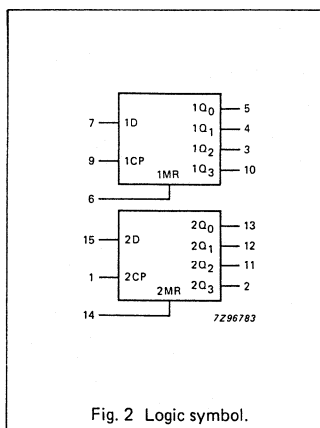 1Q0 5
7 1D 1Q1 4
1Q2 3
9 1CP 1Q3 10
1MR
6
2Q0 13
15 2D 2Q1 12
2Q2 11
1 2CP 2Q3 2
2MR
14
7Z96783
Fig. 2 Logic symbol.